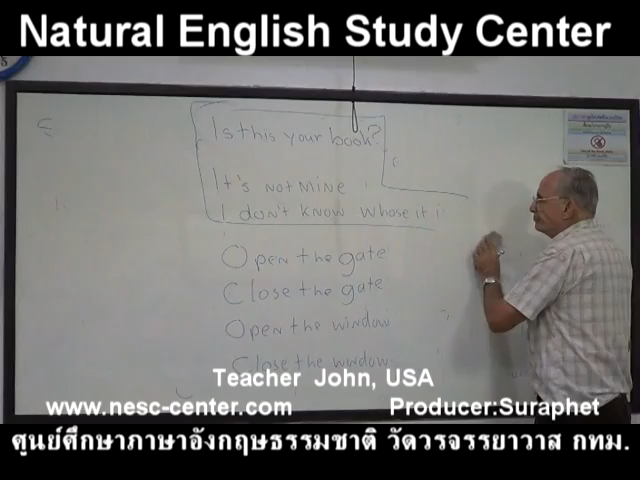 Natural English Study Center
Is this your book?
It's not mine
I don't know whose it i
Open the gate
Close the gate
Open the window
Close the window
Teacher John, USA
www.nesc-center.com
Producer:Suraphet
ศูนย์ศึกษาภาษาอังกฤษธรรมชาติ วัดวรจรรยาวาส กทม.